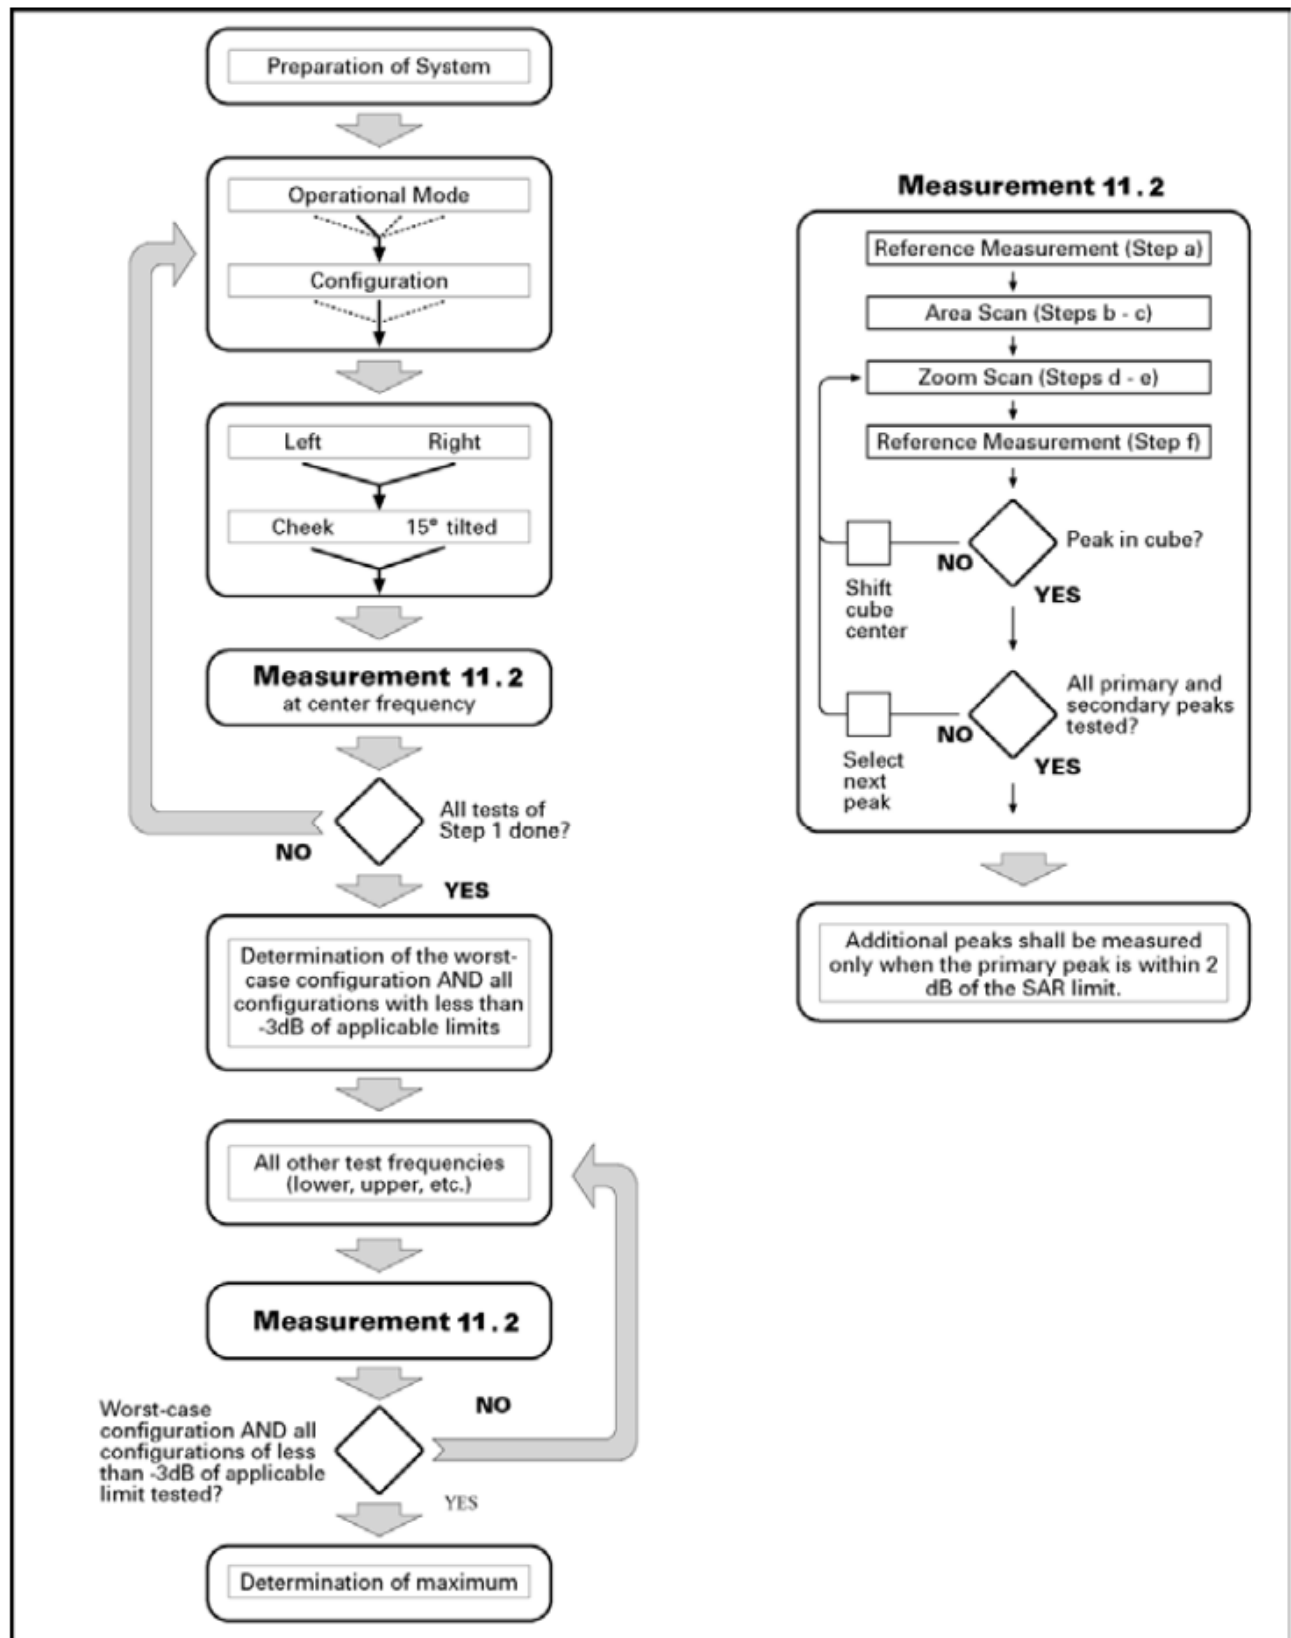 Preparation of System
Operational Mode
Configuration
Left Right
Cheek 15° tilted
Measurement 11.2
at center frequency
All tests of
Step 1 done?
NO
YES
Determination of the worst-
case configuration AND all
configurations with less than
-3dB of applicable limits
All other test frequencies
(lower, upper, etc.)
Measurement 11.2
NO
Worst-case
configuration AND all
configurations of less
than -3dB of applicable
limit tested?
YES
Determination of maximum
Measurement 11.2
Reference Measurement (Step a)
Area Scan (Steps b - c)
Zoom Scan (Steps d - e)
Reference Measurement (Step f)
Peak in cube?
NO
YES
Shift
cube
center
All primary and
secondary peaks
tested?
NO
YES
Select
next
peak
Additional peaks shall be measured
only when the primary peak is within 2
dB of the SAR limit.